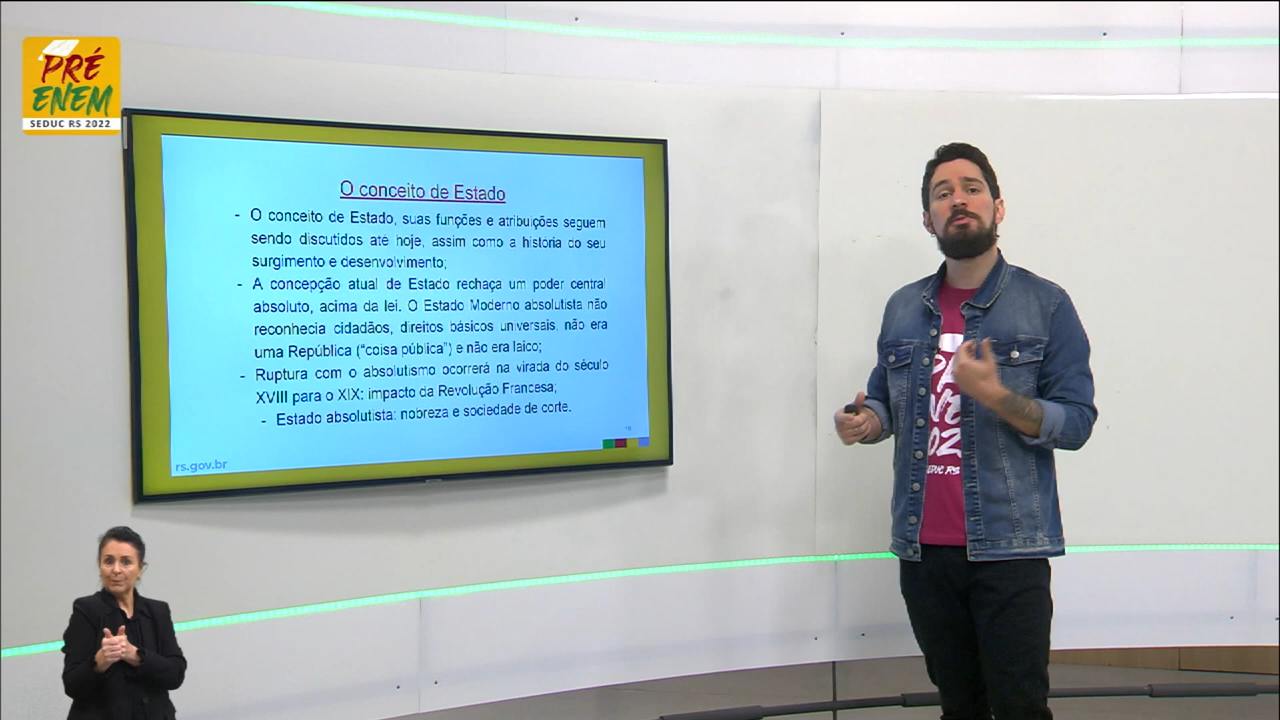 PRÉ
ENEM
SEDUC RS 2022
O conceito de Estado
- O conceito de Estado, suas funções e atribuições seguem
sendo discutidos até hoje, assim como a história do seu
surgimento e desenvolvimento;
- A concepção atual de Estado rechaça um poder central
absoluto, acima da lei. O Estado Moderno absolutista não
reconhecia cidadãos, direitos básicos universais, não era
uma República (“coisa pública”) e não era laico;
- Ruptura com o absolutismo ocorrerá na virada do século
XVIII para o XIX: impacto da Revolução Francesa;
- Estado absolutista: nobreza e sociedade de corte.
rs.gov.br
SEDUC RS